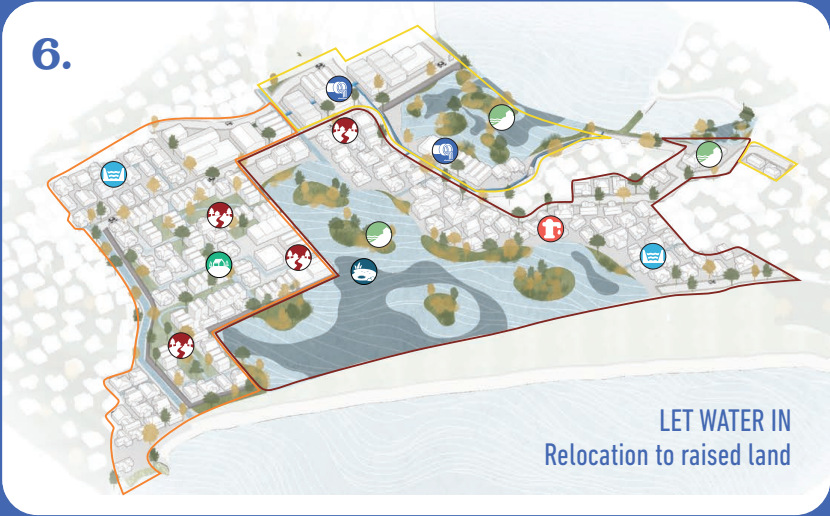 6.
LET WATER IN
Relocation to raised land